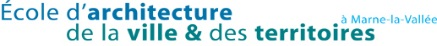 École d'architecture
de la ville & des territoires
à Marne-la-Vallée